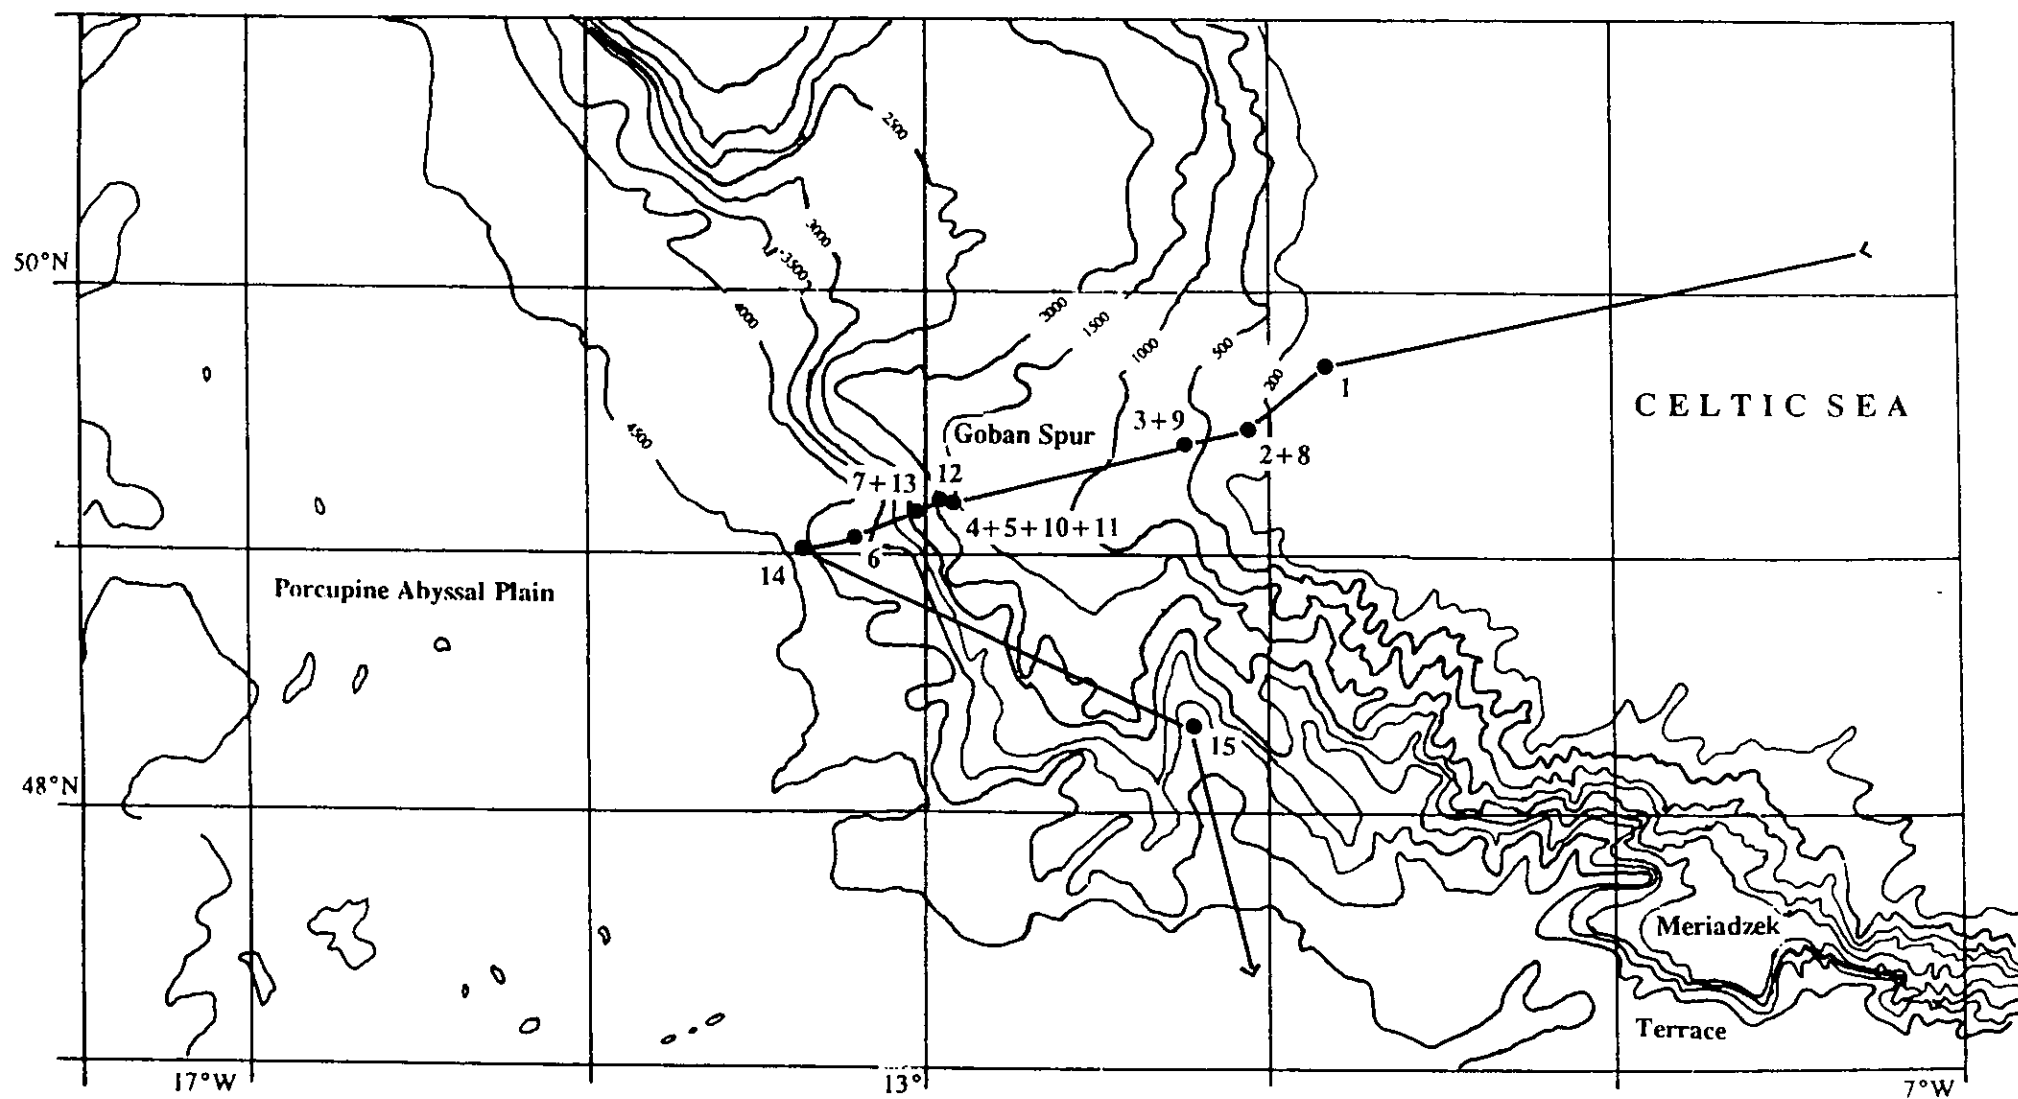 2500
3000
50°N
3500
4000
2000
1500
1000
500
200
1
CELTIC SEA
4500
3+9
Goban Spur
2+8
7+13
12
4+5+10+11
6
14
Porcupine Abyssal Plain
15
48°N
Meriadzek
Terrace
17°W
13°
7°W